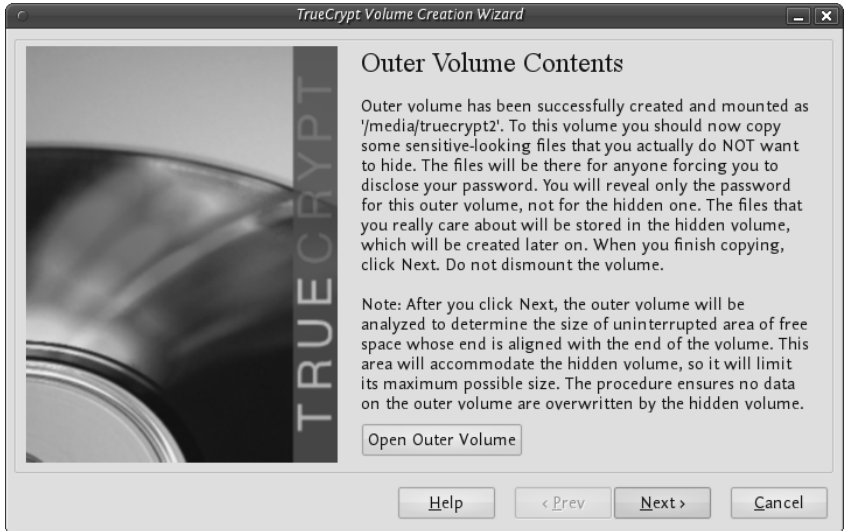 TrueCrypt Volume Creation Wizard
TRUECRYPT
Outer Volume Contents
Outer volume has been successfully created and mounted as
'/media/truecrypt2'. To this volume you should now copy
some sensitive-looking files that you actually do NOT want
to hide. The files will be there for anyone forcing you to
disclose your password. You will reveal only the password
for this outer volume, not for the hidden one. The files that
you really care about will be stored in the hidden volume,
which will be created later on. When you finish copying,
click Next. Do not dismount the volume.
Note: After you click Next, the outer volume will be
analyzed to determine the size of uninterrupted area of free
space whose end is aligned with the end of the volume. This
area will accommodate the hidden volume, so it will limit
its maximum possible size. The procedure ensures no data
on the outer volume are overwritten by the hidden volume.
Open Outer Volume
Help
< Prev
Next >
Cancel